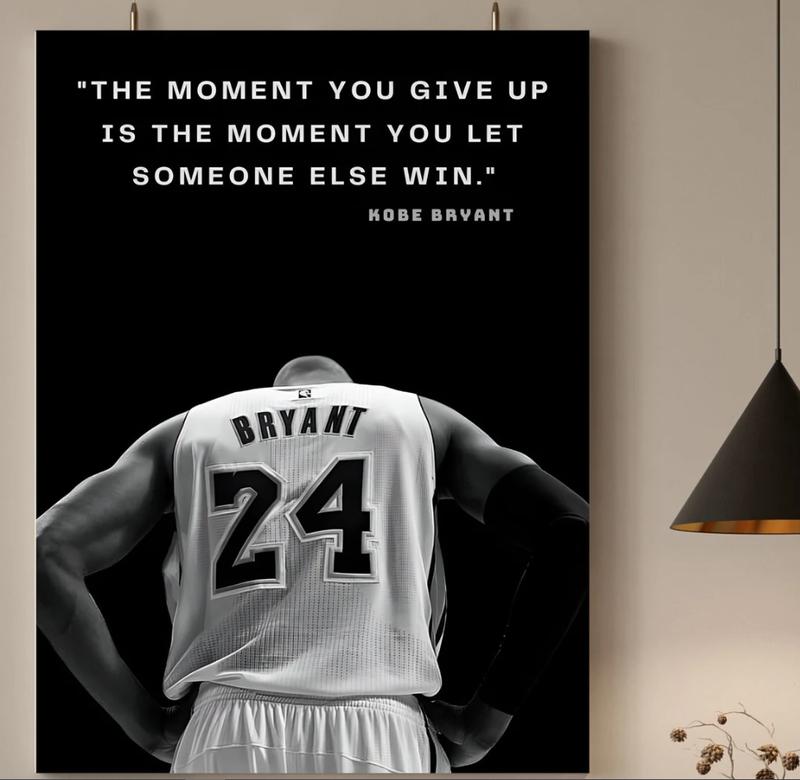 "THE MOMENT YOU GIVE UP
IS THE MOMENT YOU LET
SOMEONE ELSE WIN."
KOBE BRYANT
BRYANT
24